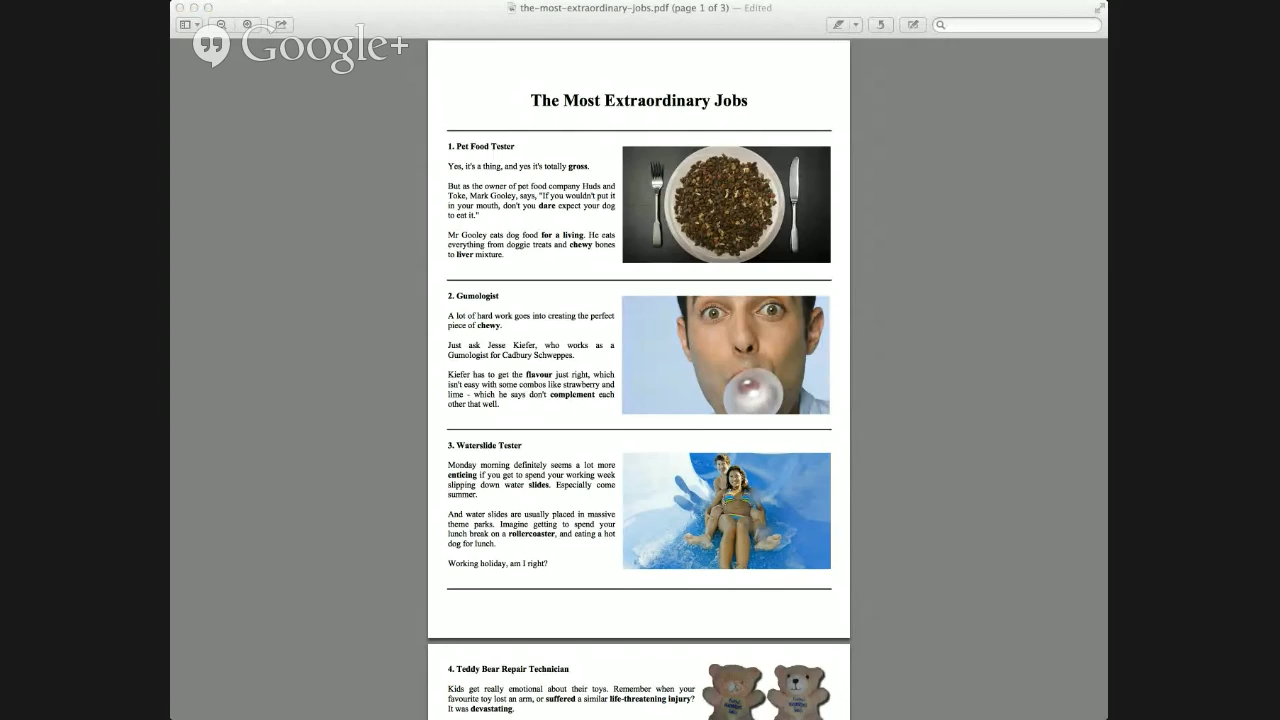 the-most-extraordinary-jobs.pdf (page 1 of 3) — Edited
Google+
The Most Extraordinary Jobs
1. Pet Food Tester
Yes, it's a thing, and yes it's totally gross.
But as the owner of pet food company Huds and
Toke, Mark Gooley, says, "If you wouldn't put it
in your mouth, don't you dare expect your dog
to eat it."
Mr Gooley eats dog food for a living. He eats
everything from doggie treats and chewy bones
to liver mixture.
2. Gumologist
A lot of hard work goes into creating the perfect
piece of chewy.
Just ask Jesse Kiefer, who works as a
Gumologist for Cadbury Schweppes.
Kiefer has to get the flavour just right, which
isn't easy with some combos like strawberry and
lime - which he says don't complement each
other that well.
3. Waterslide Tester
Monday morning definitely seems a lot more
enticing if you get to spend your working week
slipping down water slides. Especially come
summer.
And water slides are usually placed in massive
theme parks. Imagine getting to spend your
lunch break on a rollercoaster, and eating a hot
dog for lunch.
Working holiday, am I right?
4. Teddy Bear Repair Technician
Kids get really emotional about their toys. Remember when your
favourite toy lost an arm, or suffered a similar life-threatening injury?
It was devastating.